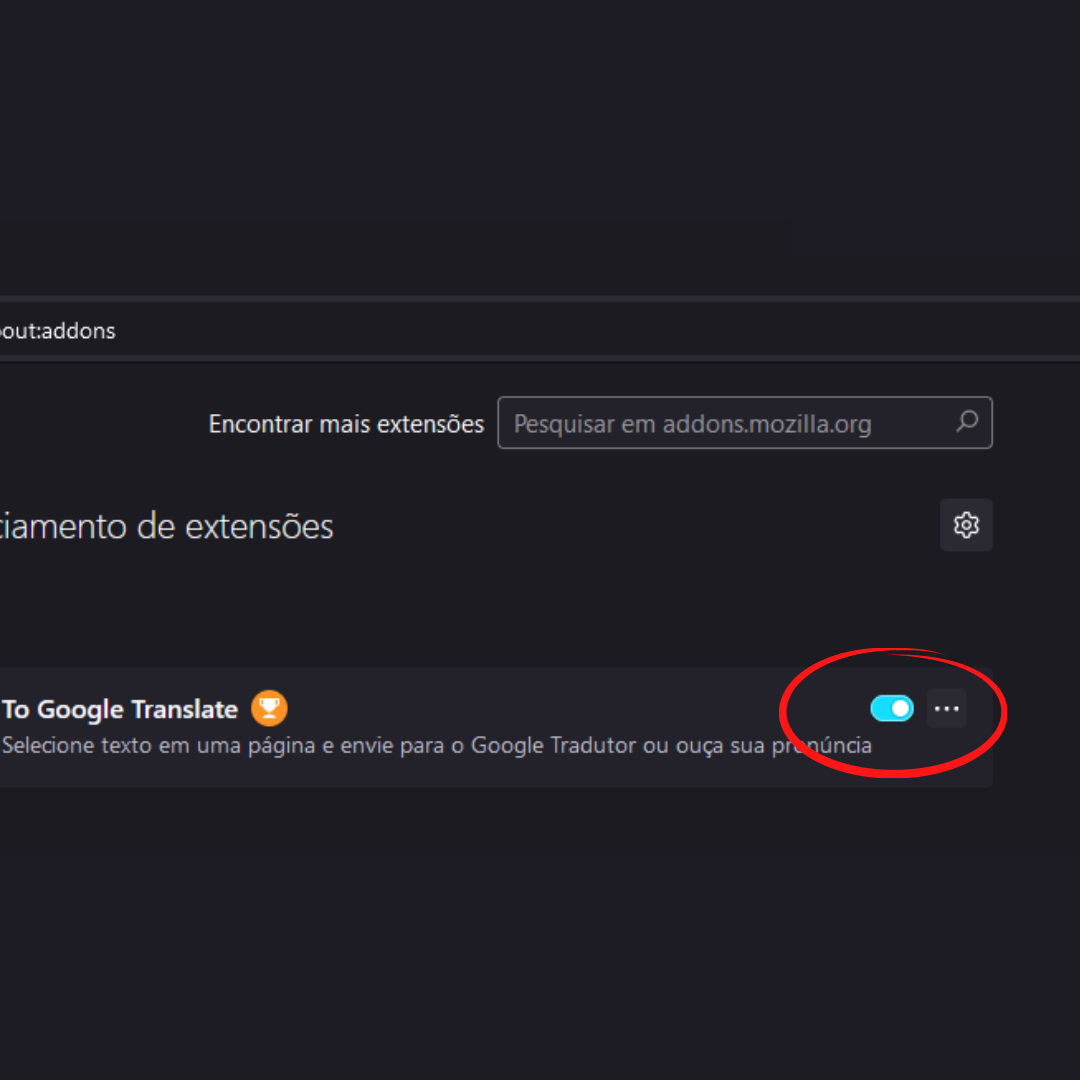 out:addons
Encontrar mais extensões
Pesquisar em addons.mozilla.org
ciamento de extensões
To Google Translate
Selecione texto em uma página e envie para o Google Tradutor ou ouça sua pronúncia